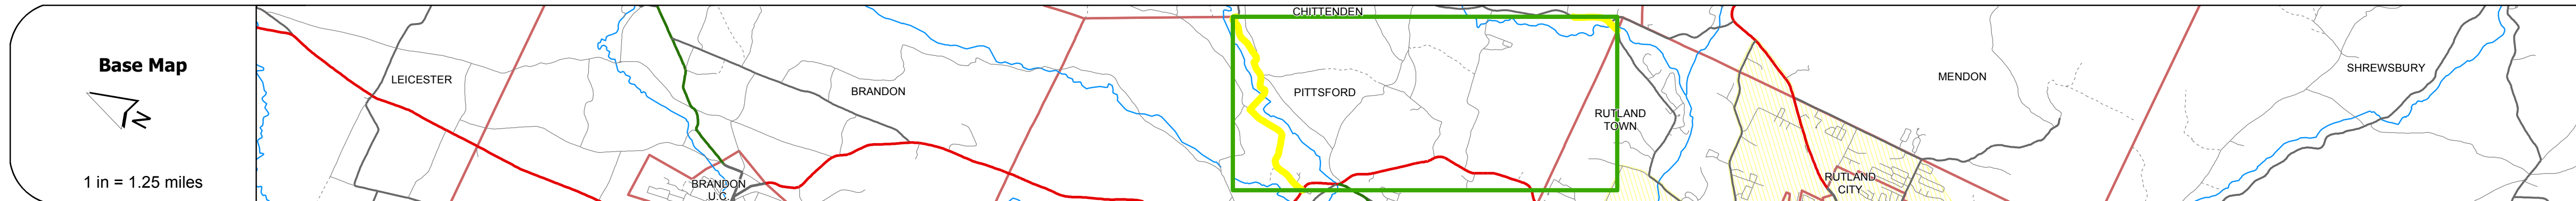 CHITTENDEN
Base Map
LEICESTER
BRANDON
PITTSFORD
MENDON
SHREWSBURY
RUTLAND
TOWN
N
1 in = 1.25 miles
BRANDON
U.C.
RUTLAND
CITY